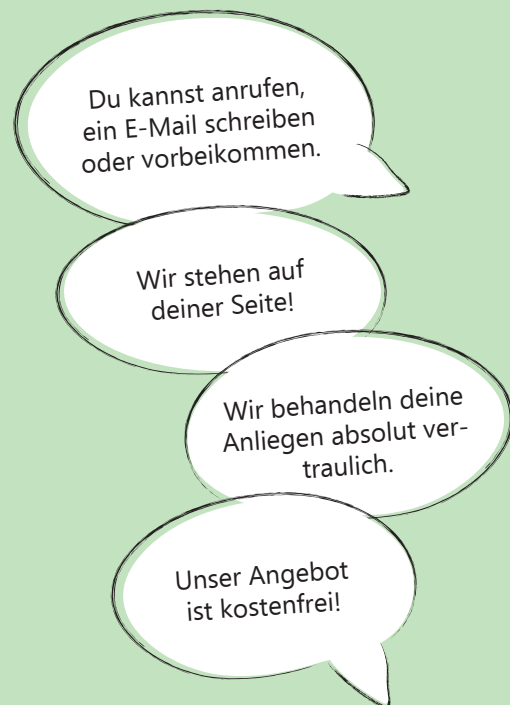 Du kannst anrufen,
ein E-Mail schreiben
oder vorbeikommen.
Wir stehen auf
deiner Seite!
Wir behandeln deine
Anliegen absolut ver-
traulich.
Unser Angebot
ist kostenfrei!